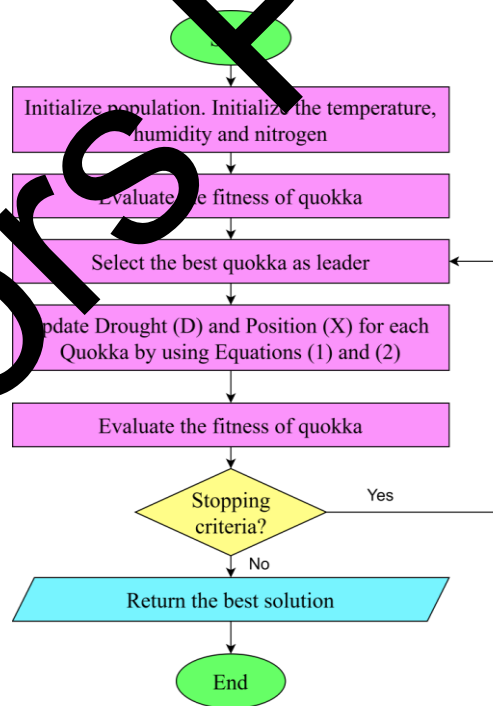 Initialize population. Initialize the temperature,
humidity and nitrogen
Evaluate the fitness of quokka
Select the best quokka as leader
Update Drought (D) and Position (X) for each
Quokka by using Equations (1) and (2)
Evaluate the fitness of quokka
Stopping
criteria?
Yes
No
Return the best solution
End